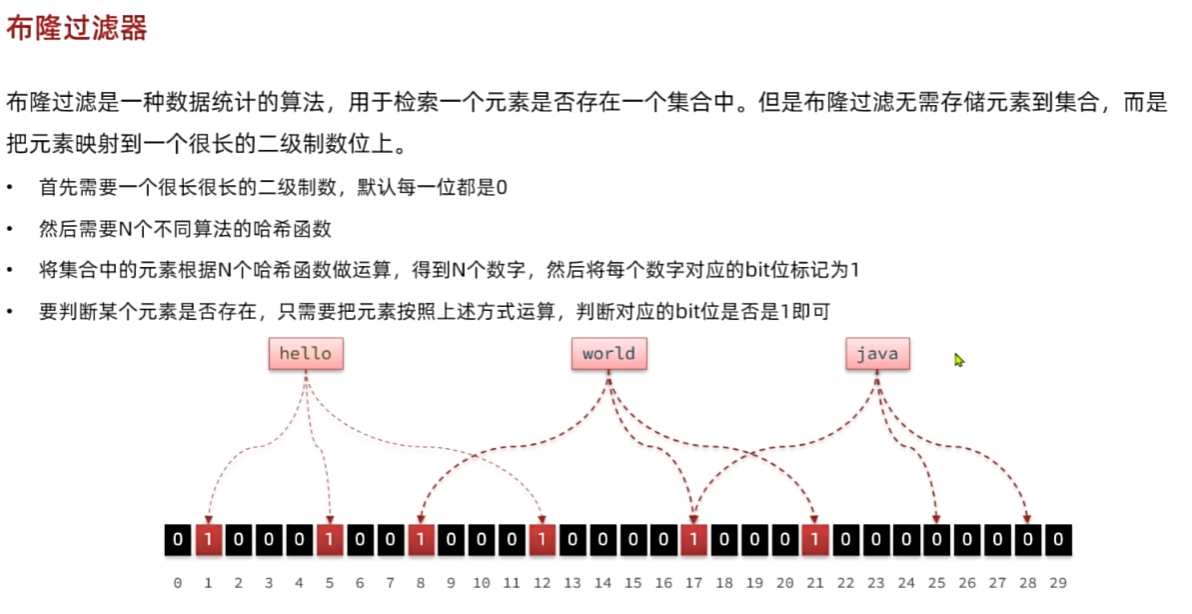 布隆过滤器
布隆过滤是一种数据统计的算法，用于检索一个元素是否存在一个集合中。但是布隆过滤无需存储元素到集合，而是
把元素映射到一个很长的二级制数位上。
• 首先需要一个很长很长的二级制数，默认每一位都是0
• 然后需要N个不同算法的哈希函数
• 将集合中的元素根据N个哈希函数做运算，得到N个数字，然后将每个数字对应的bit位标记为1
• 要判断某个元素是否存在，只需要把元素按照上述方式运算，判断对应的bit位是否是1即可
hello world java
0 1 0 0 0 1 0 0 1 0 0 0 1 0 0 0 0 1 0 0 0 1 0 0 0 0 0 0 0 0
0 1 2 3 4 5 6 7 8 9 10 11 12 13 14 15 16 17 18 19 20 21 22 23 24 25 26 27 28 29